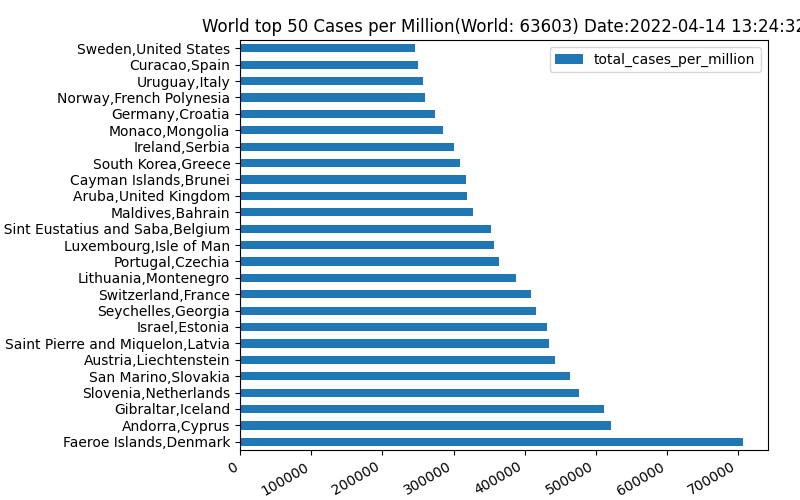 World top 50 Cases per Million(World: 63603) Date:2022-04-14 13:24:32
total_cases_per_million
Sweden,United States
Curacao,Spain
Uruguay,Italy
Norway,French Polynesia
Germany,Croatia
Monaco,Mongolia
Ireland,Serbia
South Korea,Greece
Cayman Islands,Brunei
Aruba,United Kingdom
Maldives,Bahrain
Sint Eustatius and Saba,Belgium
Luxembourg,Isle of Man
Portugal,Czechia
Lithuania,Montenegro
Switzerland,France
Seychelles,Georgia
Israel,Estonia
Saint Pierre and Miquelon,Latvia
Austria,Liechtenstein
San Marino,Slovakia
Slovenia,Netherlands
Gibraltar,Iceland
Andorra,Cyprus
Faeroe Islands,Denmark
0 100000 200000 300000 400000 500000 600000 700000